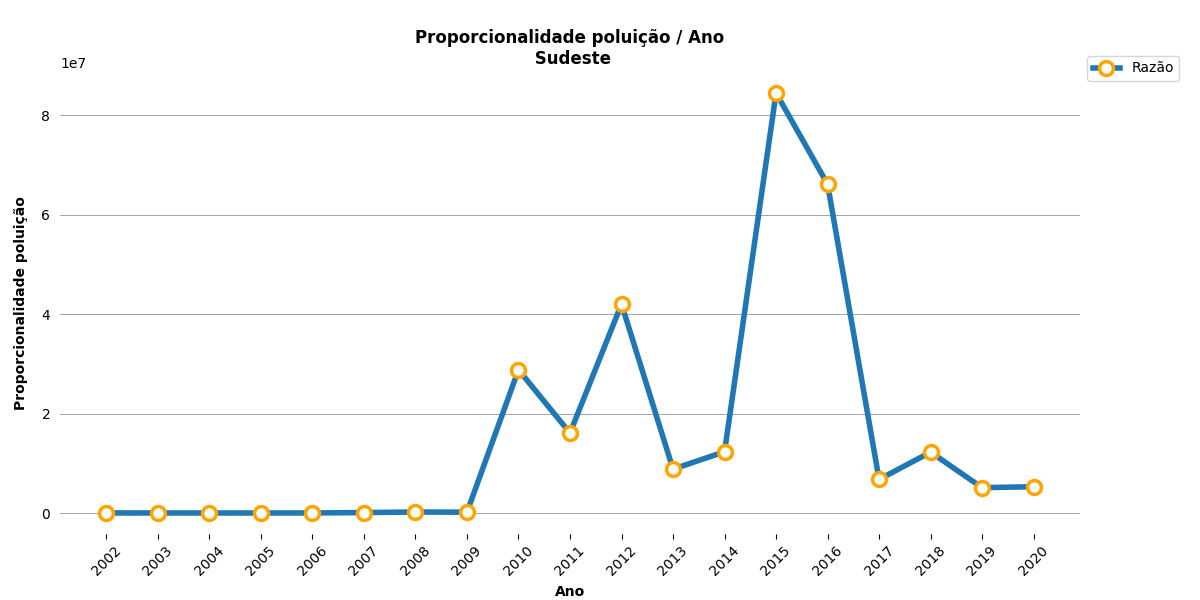 Proporcionalidade poluição / Ano
Sudeste
1e7
Razão
8
6
4
2
0
Proporcionalidade poluição
2002 2003 2004 2005 2006 2007 2008 2009 2010 2011 2012 2013 2014 2015 2016 2017 2018 2019 2020
Ano